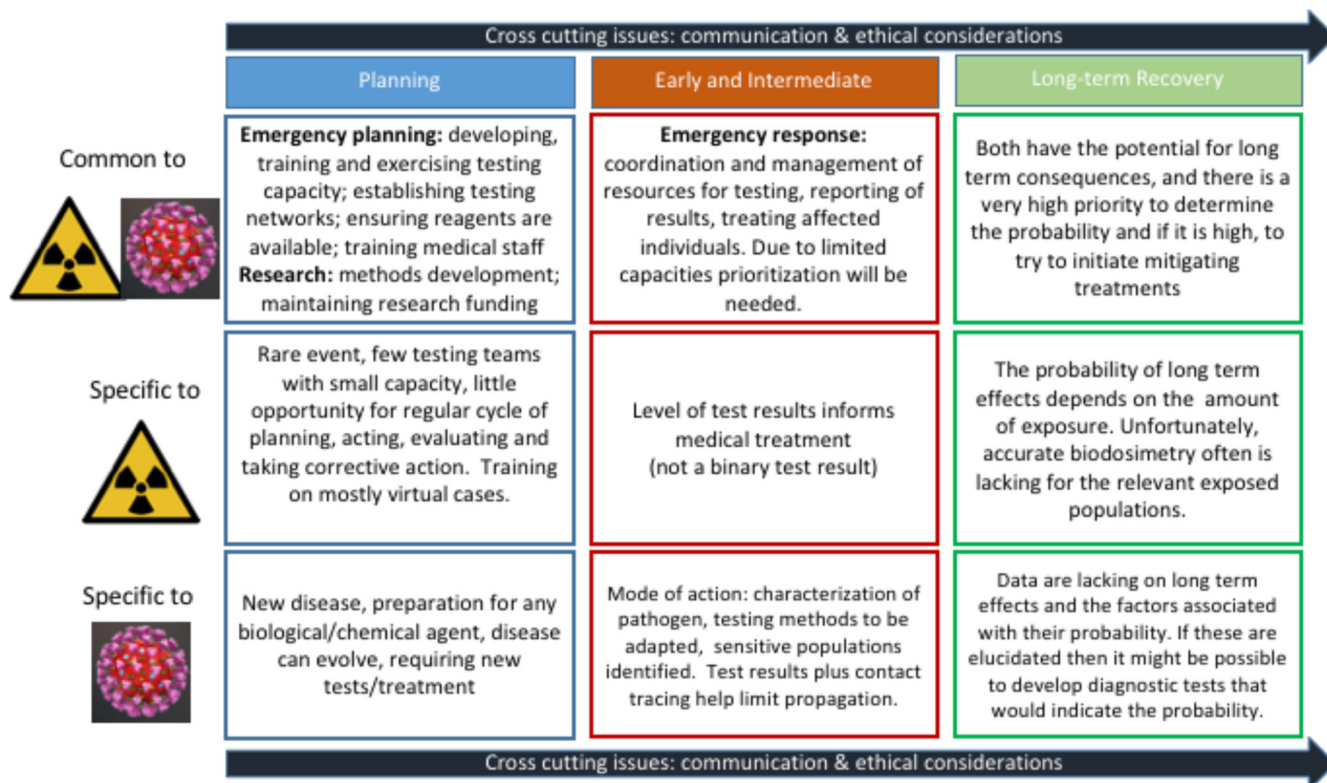 Cross cutting issues: communication & ethical considerations
Planning
Early and Intermediate
Long-term Recovery
Common to
Emergency planning: developing,
training and exercising testing
capacity; establishing testing
networks; ensuring reagents are
available; training medical staff
Research: methods development;
maintaining research funding
Emergency response:
coordination and management of
resources for testing, reporting of
results, treating affected
individuals. Due to limited
capacities prioritization will be
needed.
Both have the potential for long
term consequences, and there is a
very high priority to determine
the probability and if it is high, to
try to initiate mitigating
treatments
Specific to
Rare event, few testing teams
with small capacity, little
opportunity for regular cycle of
planning, acting, evaluating and
taking corrective action. Training
on mostly virtual cases.
Level of test results informs
medical treatment
(not a binary test result)
The probability of long term
effects depends on the amount
of exposure. Unfortunately,
accurate biodosimetry often is
lacking for the relevant exposed
populations.
Specific to
New disease, preparation for any
biological/chemical agent, disease
can evolve, requiring new
tests/treatment
Mode of action: characterization of
pathogen, testing methods to be
adapted, sensitive populations
identified. Test results plus contact
tracing help limit propagation.
Data are lacking on long term
effects and the factors associated
with their probability. If these are
elucidated then it might be possible
to develop diagnostic tests that
would indicate the probability.
Cross cutting issues: communication & ethical considerations